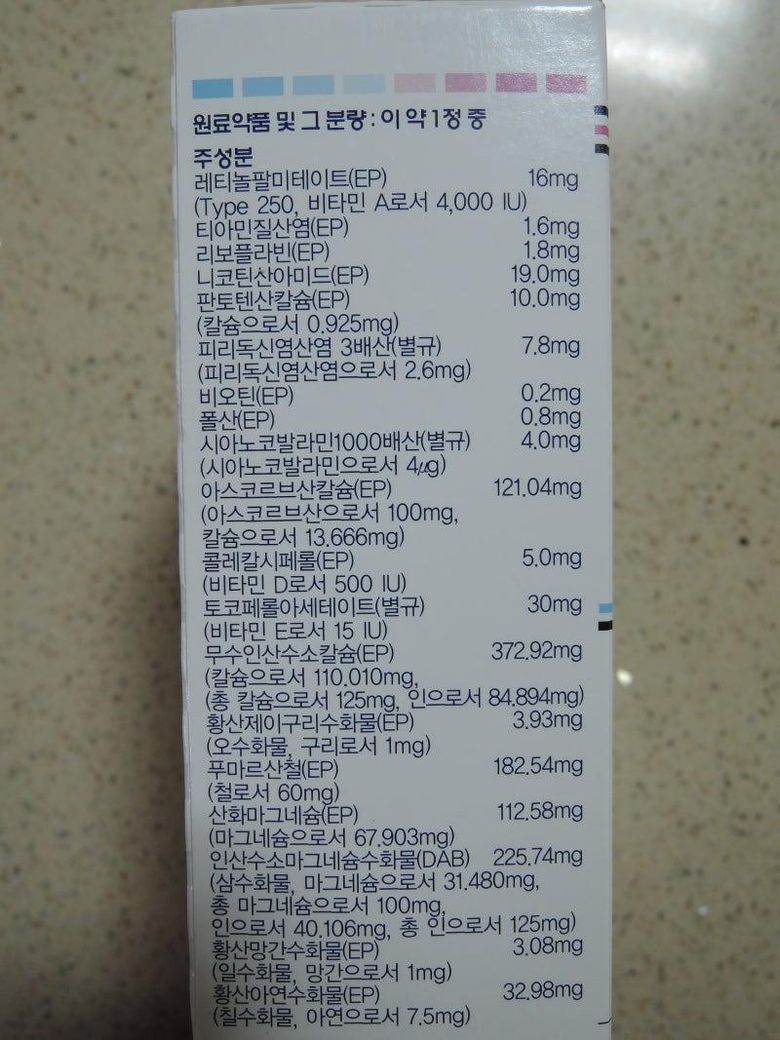 원료약품 및 그 분량 : 이 약 1정 중
주성분
레티놀팔미테이트(EP) 16mg
(Type 250, 비타민 A로서 4,000 IU)
티아민질산염(EP) 1.6mg
리보플라빈(EP) 1.8mg
니코틴산아미드(EP) 19.0mg
판토텐산칼슘(EP) 10.0mg
(칼슘으로서 0.925mg)
피리독신염산염 3배산(별규) 7.8mg
(피리독신염산염으로서 2.6mg)
비오틴(EP) 0.2mg
폴산(EP) 0.8mg
시아노코발라민1000배산(별규) 4.0mg
(시아노코발라민으로서 4μg)
아스코르브산칼슘(EP) 121.04mg
(아스코르브산으로서 100mg,
칼슘으로서 13.666mg)
콜레칼시페롤(EP) 5.0mg
(비타민 D로서 500 IU)
토코페롤아세테이트(별규) 30mg
(비타민 E로서 15 IU)
무수인산수소칼슘(EP) 372.92mg
(칼슘으로서 110.010mg,
(총 칼슘으로서 125mg, 인으로서 84.894mg)
황산제이구리수화물(EP) 3.93mg
(오수화물, 구리로서 1mg)
푸마르산철(EP) 182.54mg
(철로서 60mg)
산화마그네슘(EP) 112.58mg
(마그네슘으로서 67.903mg)
인산수소마그네슘수화물(DAB) 225.74mg
(삼수화물, 마그네슘으로서 31.480mg,
총 마그네슘으로서 100mg,
인으로서 40.106mg, 총 인으로서 125mg)
황산망간수화물(EP) 3.08mg
(일수화물, 망간으로서 1mg)
황산아연수화물(EP) 32.98mg
(칠수화물, 아연으로서 7.5mg)